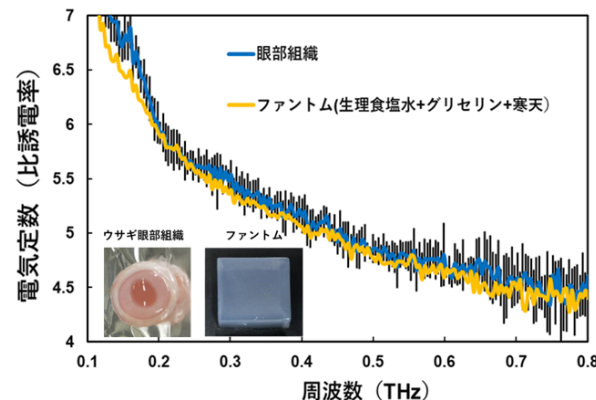 7
6.5
6
5.5
5
4.5
4
電気定数（比誘電率）
眼部組織
ファントム(生理食塩水+グリセリン+寒天）
ウサギ眼部組織
ファントム
0.1 0.2 0.3 0.4 0.5 0.6 0.7 0.8
周波数（THz）